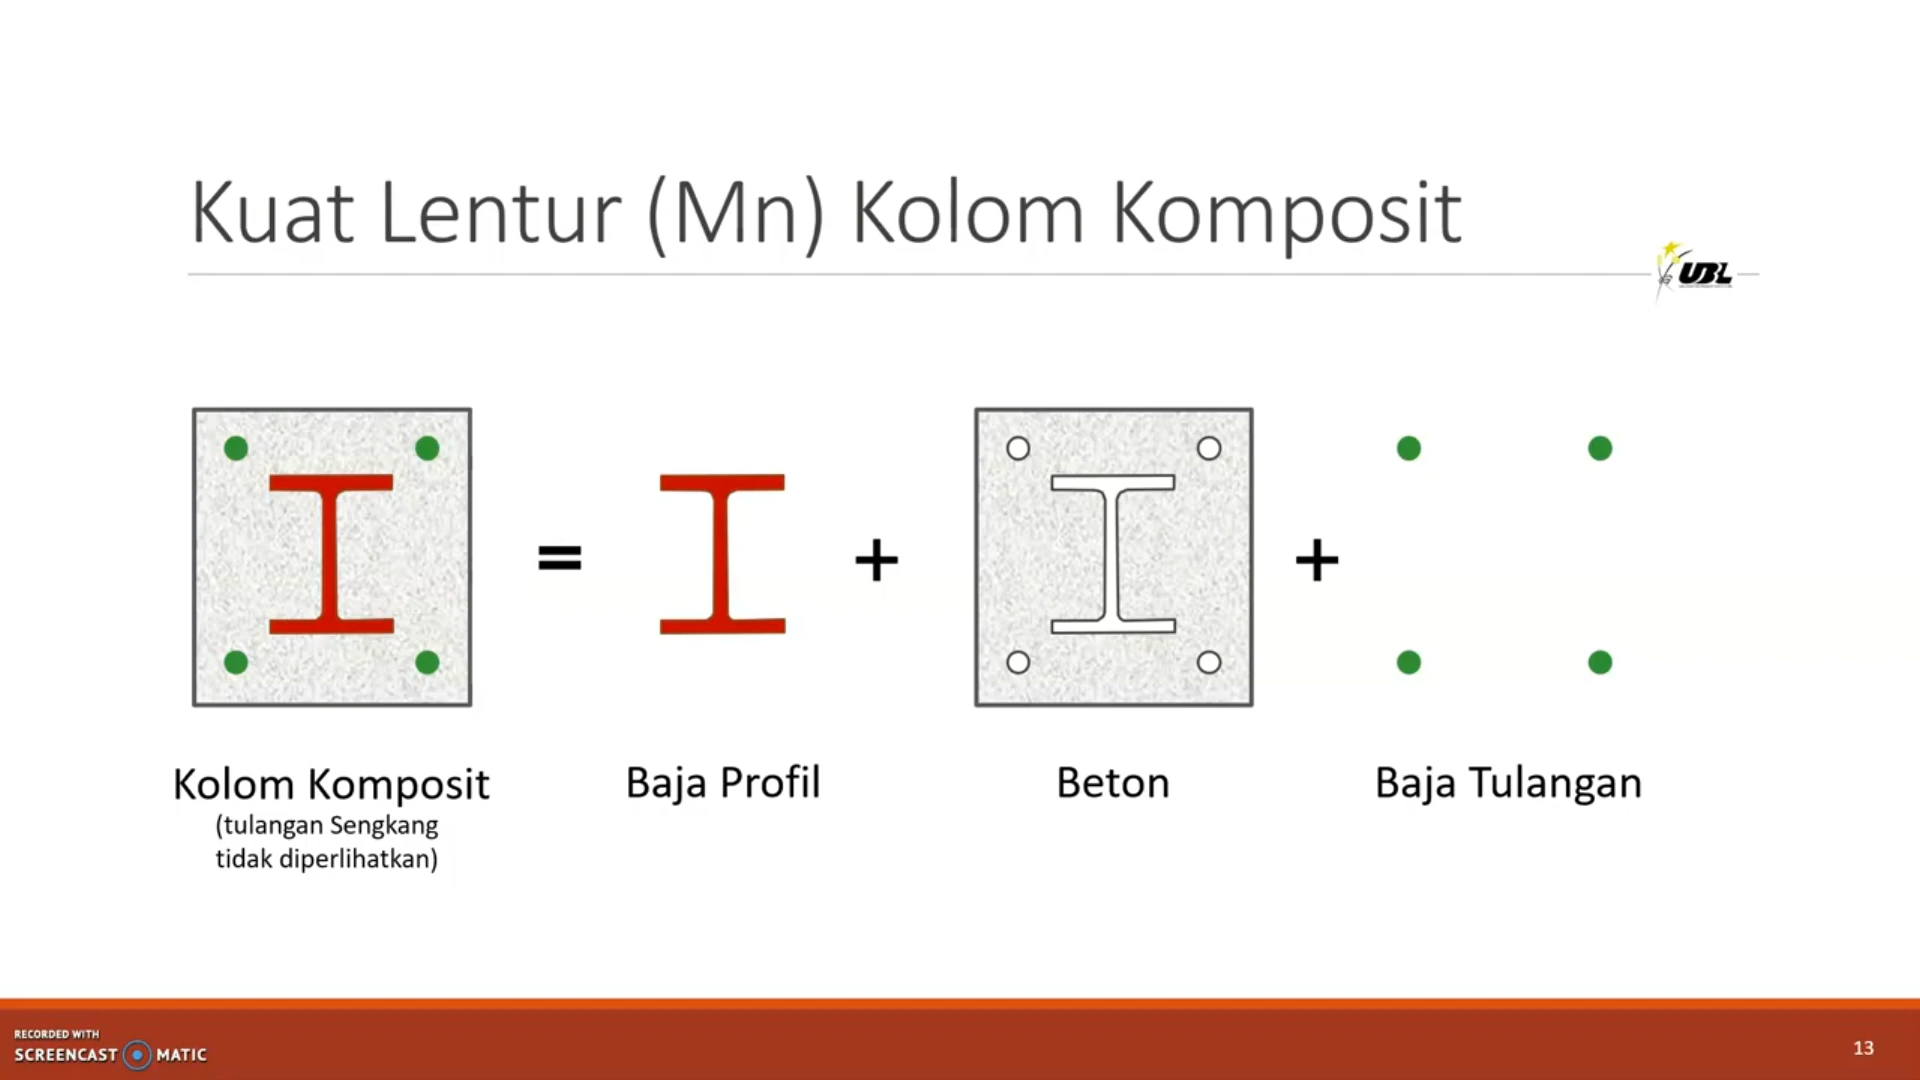 Kuat Lentur (Mn) Kolom Komposit
UBL
=
+
+
Kolom Komposit
(tulangan Sengkang
tidak diperlihatkan)
Baja Profil
Beton
Baja Tulangan
RECORDED WITH
SCREENCAST MATIC
13